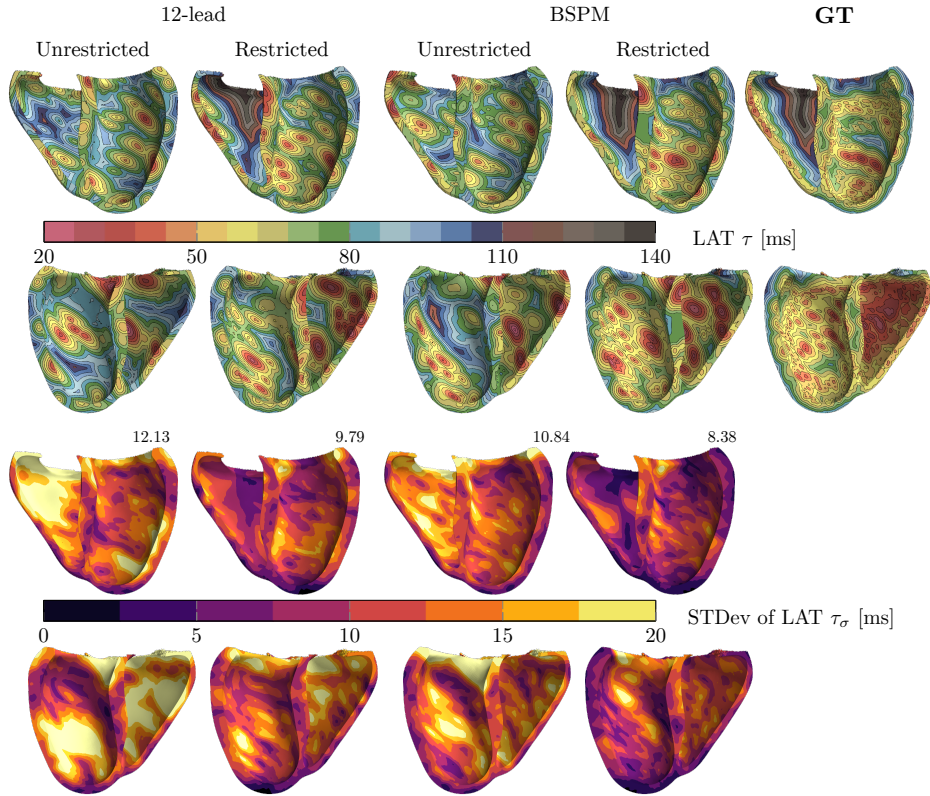 12-lead BSPM GT
Unrestricted Restricted Unrestricted Restricted
LAT τ [ms]
20 50 80 110 140
12.13 9.79 10.84 8.38
STDev of LAT τσ [ms]
0 5 10 15 20